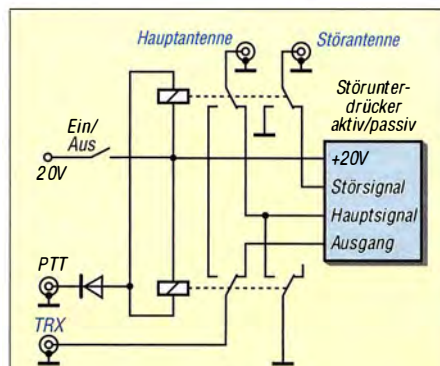 Hauptantenne
Störantenne
Störunter-
drücker
aktiv/passiv
Ein/
Aus
20V
+20V
Störsignal
Hauptsignal
Ausgang
PTT
TRX